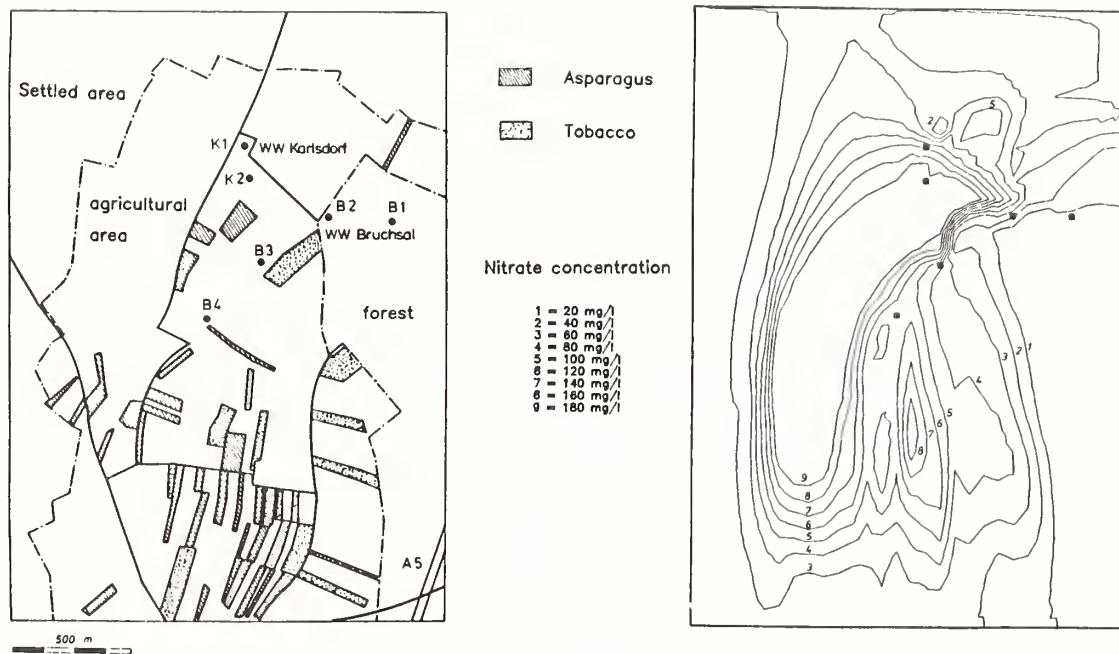 Settled area
K1
WW Karlsdorf
K2
agricultural
area
B2
B1
WW Bruchsal
B3
B4
forest
A5
500 m
Asparagus
Tobacco
Nitrate concentration
1 = 20 mg/l
2 = 40 mg/l
3 = 60 mg/l
4 = 80 mg/l
5 = 100 mg/l
6 = 120 mg/l
7 = 140 mg/l
8 = 160 mg/l
9 = 180 mg/l
2
5
3
2
1
4
5
6
7
8
9
8
7
6
5
4
3